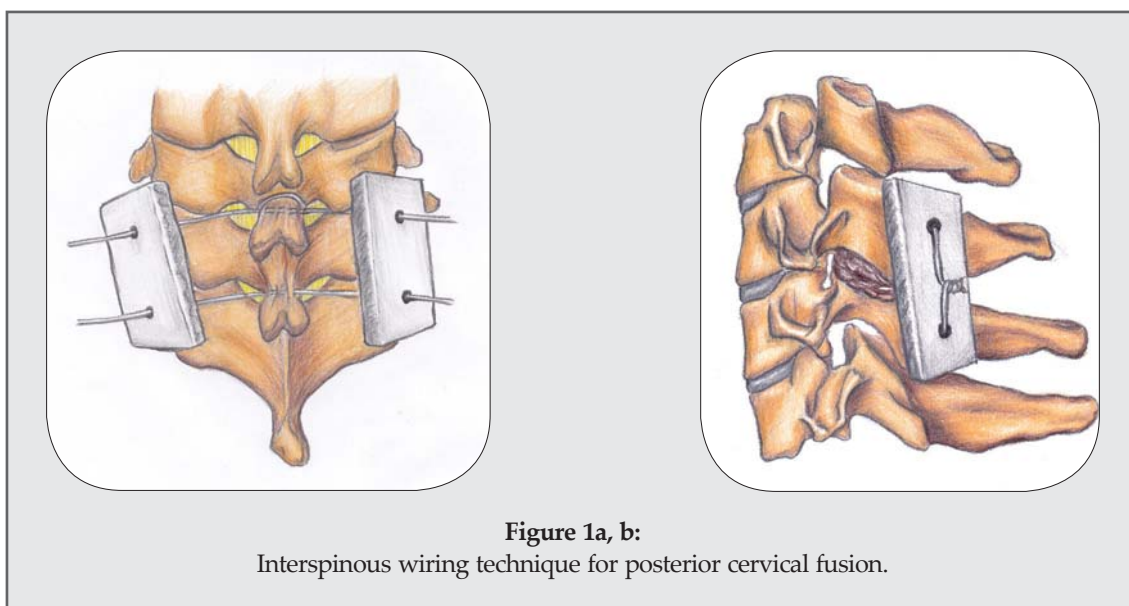 Figure 1a, b:
Interspinous wiring technique for posterior cervical fusion.